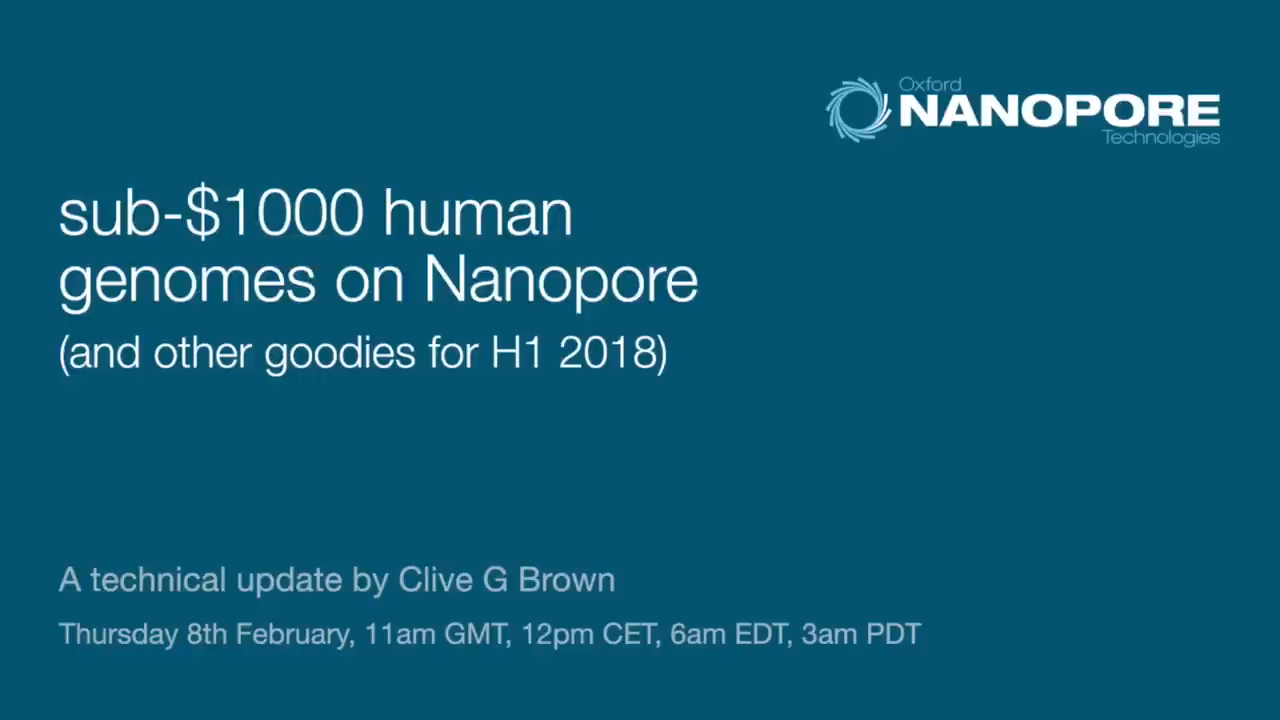 Oxford
NANOPORE
Technologies
sub-$1000 human
genomes on Nanopore
(and other goodies for H1 2018)
A technical update by Clive G Brown
Thursday 8th February, 11am GMT, 12pm CET, 6am EDT, 3am PDT